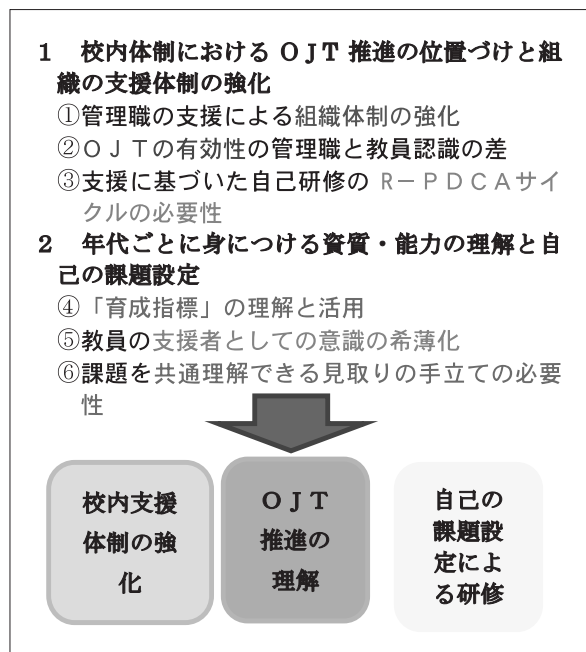 1　校内体制における OJT 推進の位置づけと組
織の支援体制の強化
①管理職の支援による組織体制の強化
②ＯＪＴの有効性の管理職と教員認識の差
③支援に基づいた自己研修の R－ＰＤＣＡサイ
クルの必要性
2　年代ごとに身につける資質・能力の理解と自
己の課題設定
④「育成指標」の理解と活用
⑤教員の支援者としての意識の希薄化
⑥課題を共通理解できる見取りの手立ての必要
性
校内支援
体制の強
化
ＯＪＴ
推進の
理解
自己の
課題設
定によ
る研修